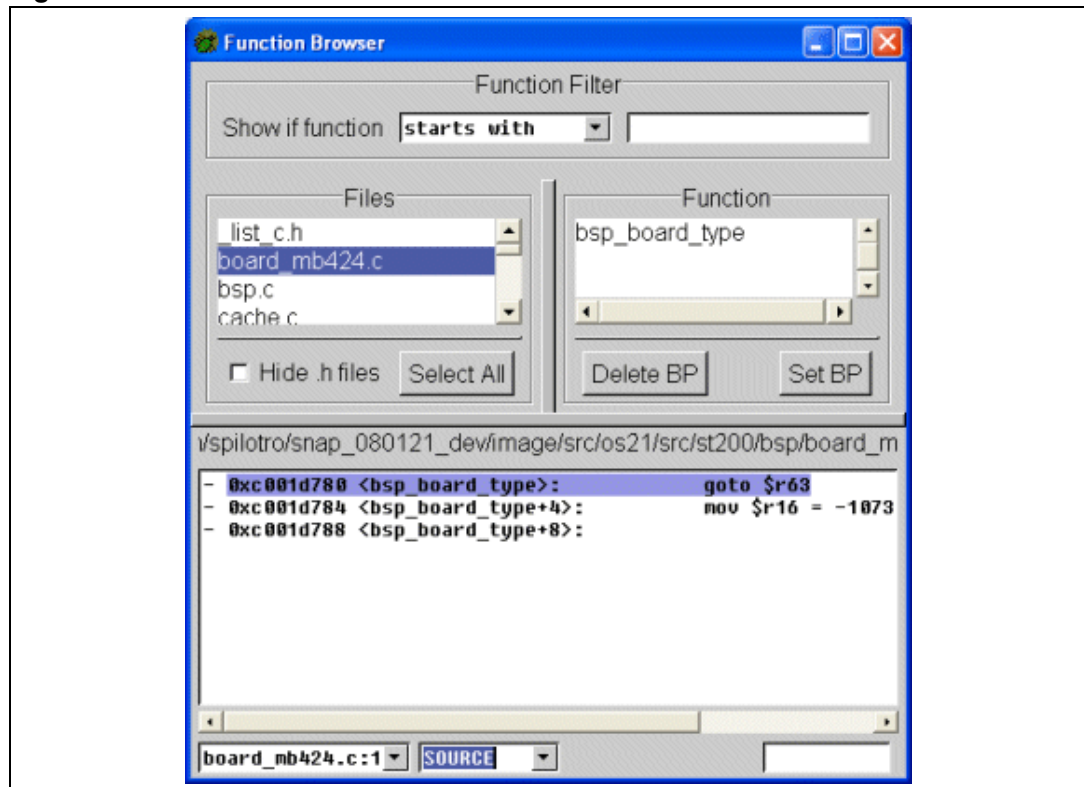 Function Browser
Function Filter
Show if function starts with
Files
_list_c.h
board_mb424.c
bsp.c
cache.c
Hide .h files Select All
Function
bsp_board_type
Delete BP Set BP
/spilotro/snap_080121_dev/image/src/os21/src/st200/bsp/board_m
- 0xc001d780 <bsp_board_type>: goto $r63
- 0xc001d784 <bsp_board_type+4>: mov $r16 = -1073
- 0xc001d788 <bsp_board_type+8>:
board_mb424.c:1 SOURCE